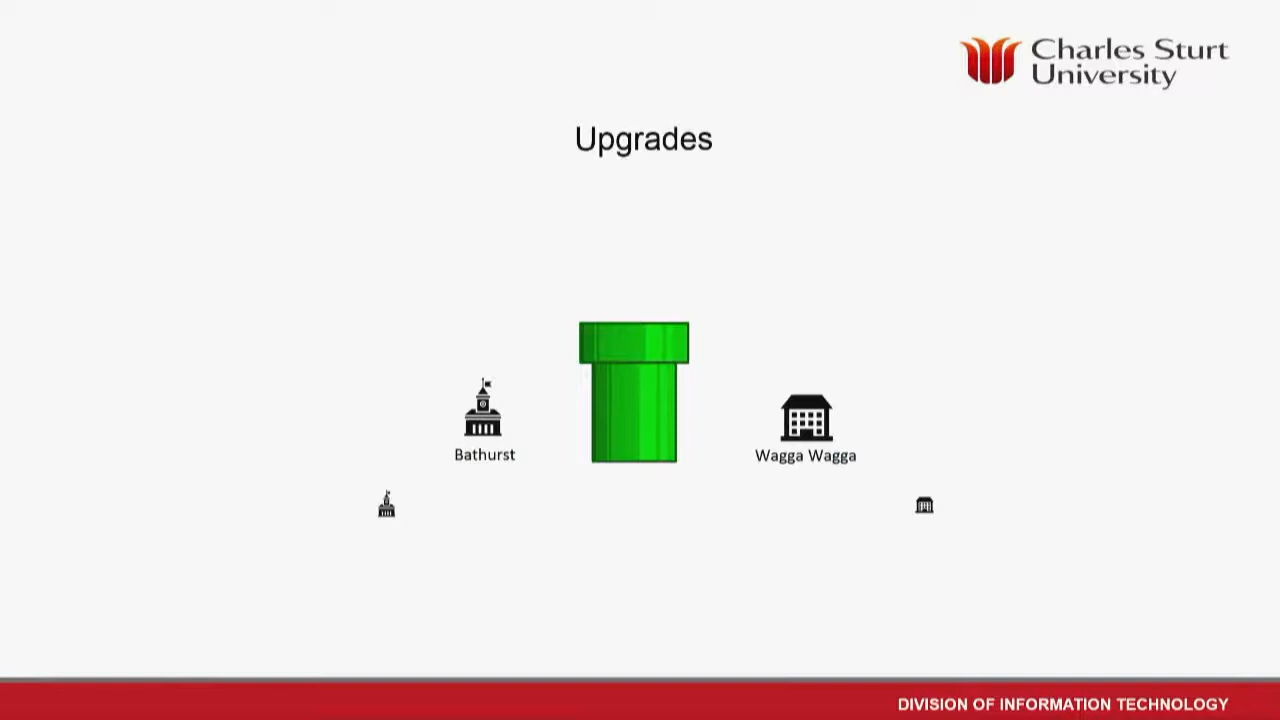 Charles Sturt
University
Upgrades
Bathurst
Wagga Wagga
DIVISION OF INFORMATION TECHNOLOGY